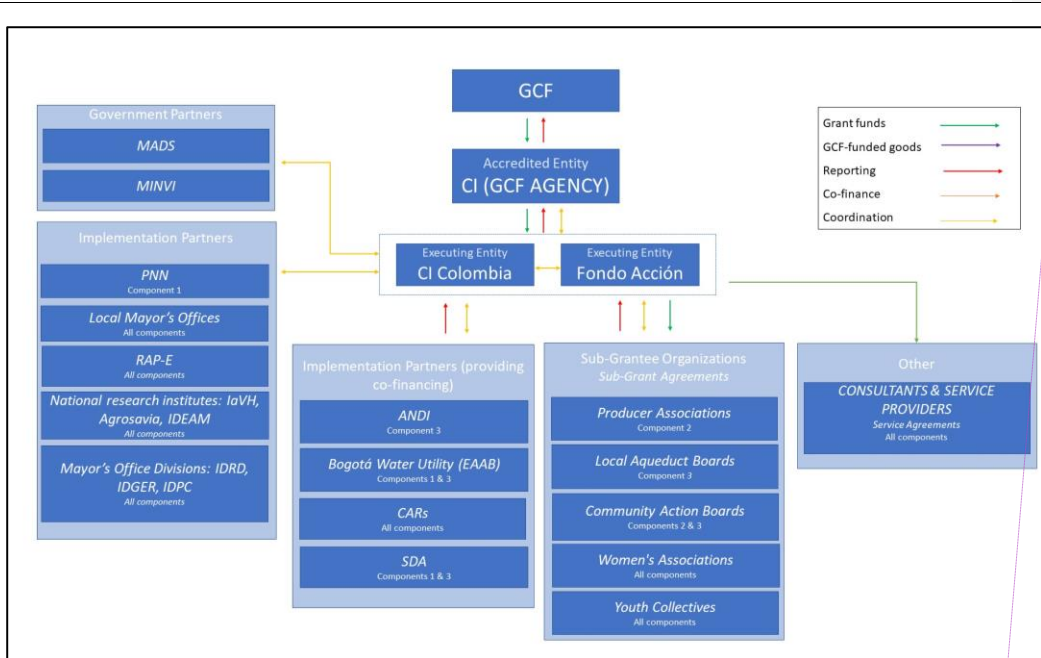 GCF
Accredited Entity
CI (GCF AGENCY)
Executing Entity
CI Colombia
Executing Entity
Fondo Acción
Government Partners
MADS
MINVI
Implementation Partners
PNN
Component 1
Local Mayor's Offices
All components
RAP-E
All components
National research institutes: IaVH,
Agrosavia, IDEAM
All components
Mayor's Office Divisions: IDRD,
IDGER, IDPC
All components
Implementation Partners (providing
co-financing)
ANDI
Component 3
Bogotá Water Utility (EAAB)
Components 1 & 3
CARs
All components
SDA
Components 1 & 3
Sub-Grantee Organizations
Sub-Grant Agreements
Producer Associations
Component 2
Local Aqueduct Boards
Component 3
Community Action Boards
Components 2 & 3
Women's Associations
All components
Youth Collectives
All components
Other
CONSULTANTS & SERVICE
PROVIDERS
Service Agreements
All components
Grant funds
GCF-funded goods
Reporting
Co-finance
Coordination